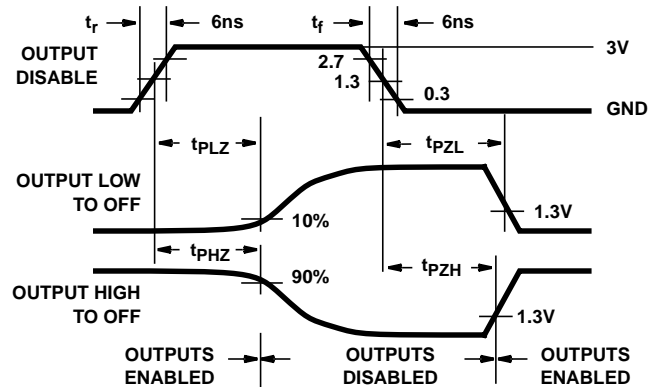 tr 6ns tf 6ns
OUTPUT
DISABLE
3V
2.7
1.3
0.3
GND
tPLZ tPZL
OUTPUT LOW
TO OFF
10%
1.3V
tPHZ tPZH
90%
OUTPUT HIGH
TO OFF
1.3V
OUTPUTS
ENABLED
OUTPUTS
DISABLED
OUTPUTS
ENABLED